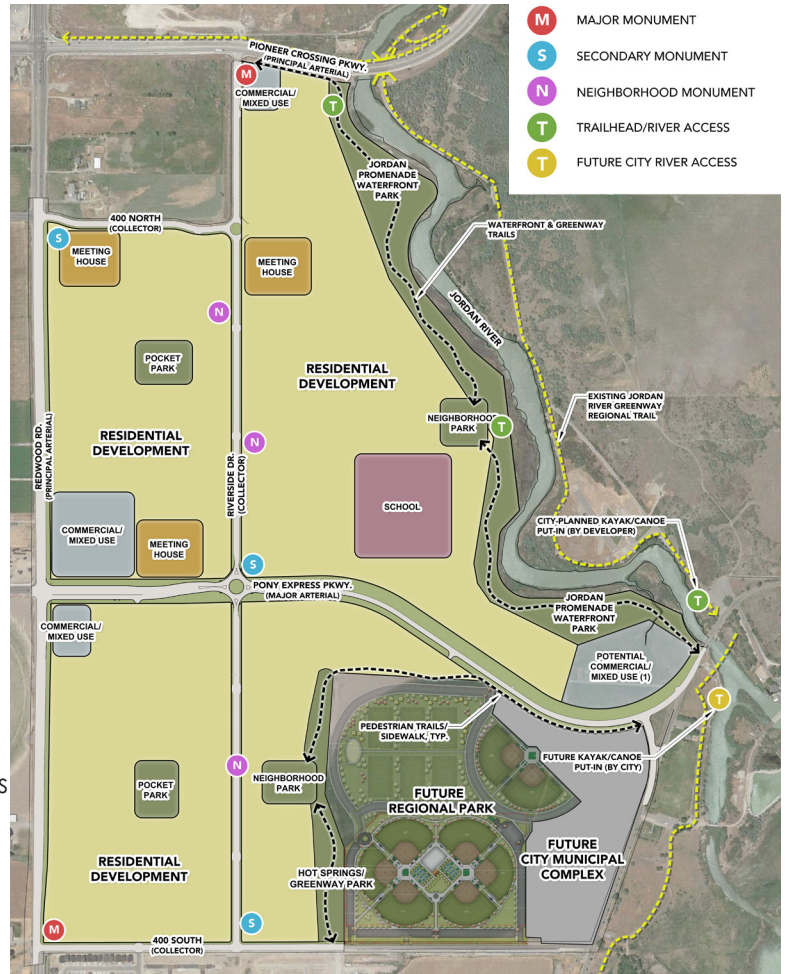 M MAJOR MONUMENT
S SECONDARY MONUMENT
N NEIGHBORHOOD MONUMENT
T TRAILHEAD/RIVER ACCESS
T FUTURE CITY RIVER ACCESS
PIONEER CROSSING PKWY.
(PRINCIPAL ARTERIAL)
M
COMMERCIAL/
MIXED USE
T
JORDAN
PROMENADE
WATERFRONT
PARK
400 NORTH
(COLLECTOR)
S
MEETING
HOUSE
MEETING
HOUSE
WATERFRONT & GREENWAY
TRAILS
JORDAN RIVER
N
POCKET
PARK
RESIDENTIAL
DEVELOPMENT
EXISTING JORDAN
RIVER GREENWAY
REGIONAL TRAIL
NEIGHBORHOOD
PARK
T
RESIDENTIAL
DEVELOPMENT
N
REDWOOD RD.
(PRINCIPAL ARTERIAL)
RIVERSIDE DR.
(COLLECTOR)
SCHOOL
COMMERCIAL/
MIXED USE
MEETING
HOUSE
CITY-PLANNED KAYAK/CANOE
PUT-IN (BY DEVELOPER)
S
PONY EXPRESS PKWY.
(MAJOR ARTERIAL)
T
JORDAN
PROMENADE
WATERFRONT
PARK
COMMERCIAL/
MIXED USE
POTENTIAL
COMMERCIAL/
MIXED USE (1)
T
PEDESTRIAN TRAILS/
SIDEWALK, TYP.
FUTURE KAYAK/CANOE
PUT-IN (BY CITY)
N
POCKET
PARK
NEIGHBORHOOD
PARK
S
FUTURE
REGIONAL PARK
FUTURE
CITY MUNICIPAL
COMPLEX
RESIDENTIAL
DEVELOPMENT
HOT SPRINGS/
GREENWAY PARK
M
S
400 SOUTH
(COLLECTOR)